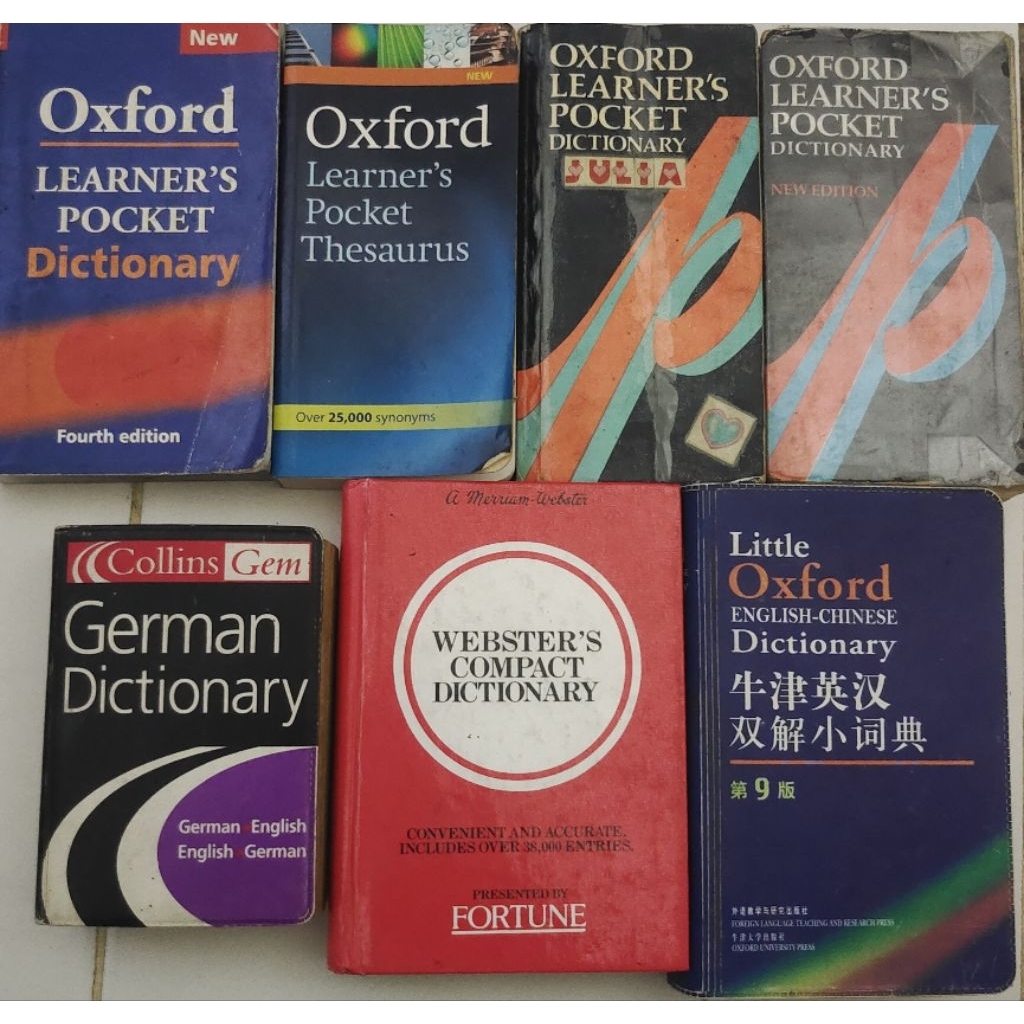 New
Oxford
LEARNER'S
POCKET
Dictionary
Fourth edition
NEW
Oxford
Learner's
Pocket
Thesaurus
Over 25,000 synonyms
OXFORD
LEARNER'S
POCKET
DICTIONARY
JULIA
OXFORD
LEARNER'S
POCKET
DICTIONARY
NEW EDITION
Collins Gem
German
Dictionary
German English
English German
A Merriam-Webster
WEBSTER'S
COMPACT
DICTIONARY
CONVENIENT AND ACCURATE.
INCLUDES OVER 38,000 ENTRIES.
PRESENTED BY
FORTUNE
Little
Oxford
ENGLISH-CHINESE
Dictionary
牛津英汉
双解小词典
第9版
外语教学与研究出版社
FOREIGN LANGUAGE TEACHING AND RESEARCH PRESS
牛津大学出版社
OXFORD UNIVERSITY PRESS